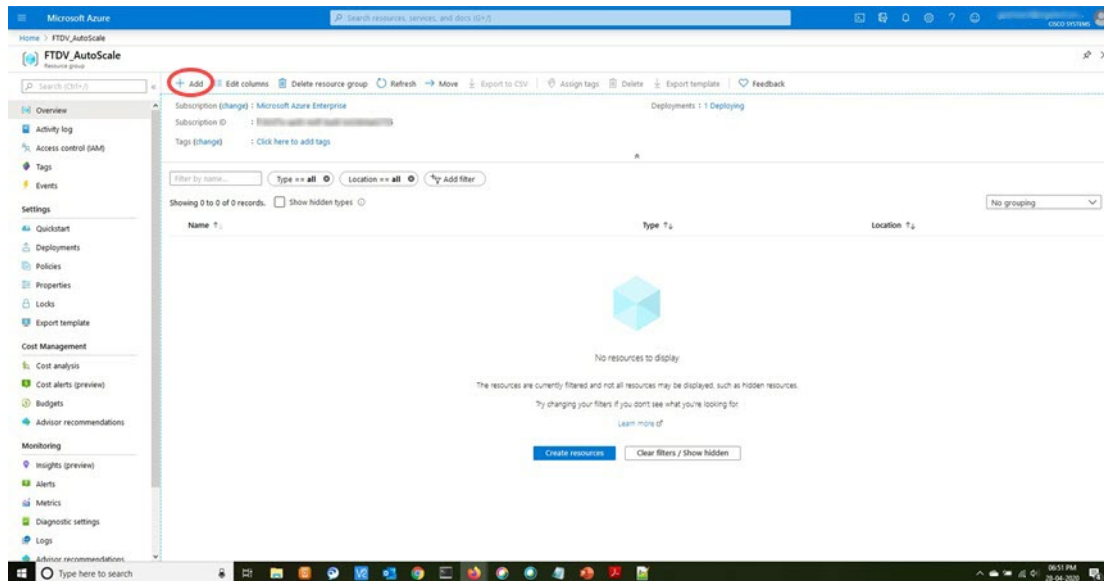 Microsoft Azure
Search resources, services, and docs (G+/)
CISCO SYSTEMS
Home > FTDV_AutoScale
FTDV_AutoScale
Resource group
Search (Ctrl+/)
Add
Edit columns
Delete resource group
Refresh
Move
Export to CSV
Assign tags
Delete
Export template
Feedback
Overview
Activity log
Access control (IAM)
Tags
Events
Settings
Quickstart
Deployments
Policies
Properties
Locks
Export template
Cost Management
Cost analysis
Cost alerts (preview)
Budgets
Advisor recommendations
Monitoring
Insights (preview)
Alerts
Metrics
Diagnostic settings
Logs
Advisor recommendations
Subscription (change) : Microsoft Azure Enterprise
Deployments : 1 Deploying
Subscription ID :
Tags (change) : Click here to add tags
Filter by name...
Type == all
Location == all
Add filter
Showing 0 to 0 of 0 records.
Show hidden types
No grouping
Name
Type
Location
No resources to display
The resources are currently filtered and not all resources may be displayed, such as hidden resources.
Try changing your filters if you don't see what you're looking for.
Learn more
Create resources
Clear filters / Show hidden
Type here to search
06:51 PM
28-04-2020